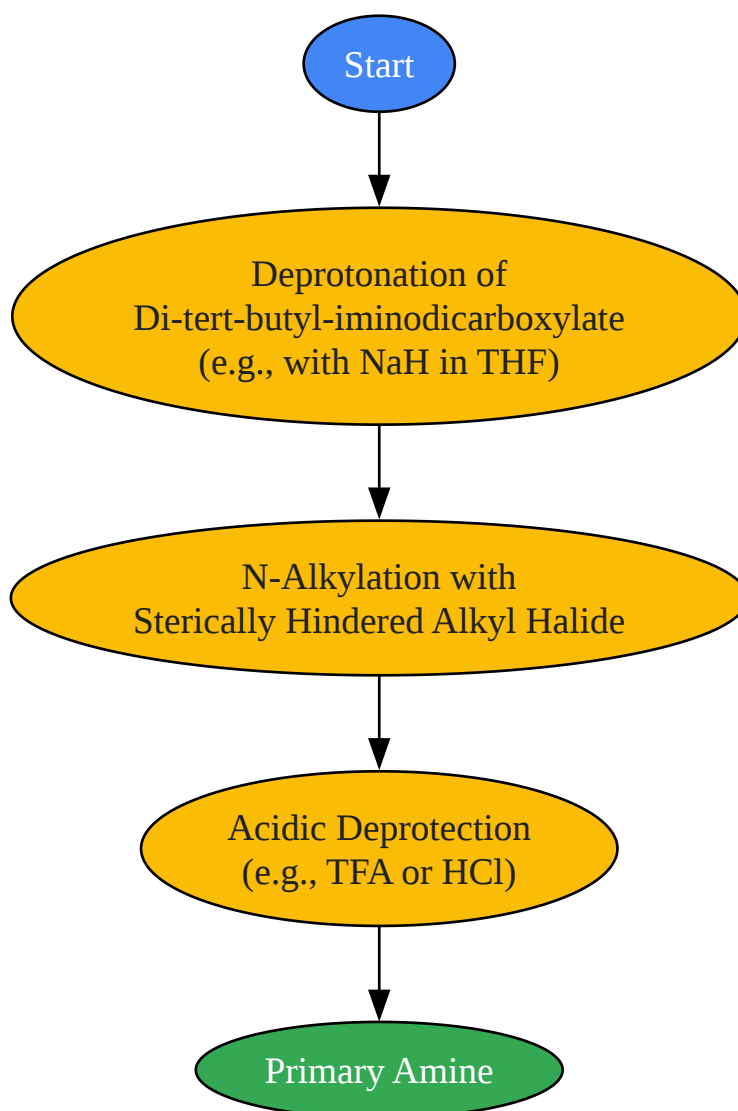 Start
Deprotonation of
Di-tert-butyl-iminodicarboxylate
(e.g., with NaH in THF)
N-Alkylation with
Sterically Hindered Alkyl Halide
Acidic Deprotection
(e.g., TFA or HCl)
Primary Amine